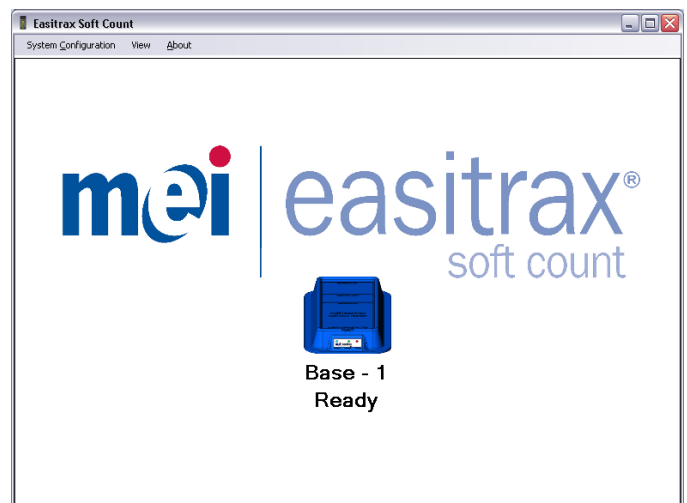 Easitrax Soft Count
System Configuration View About
mei easitrax®
soft count
Base - 1
Ready